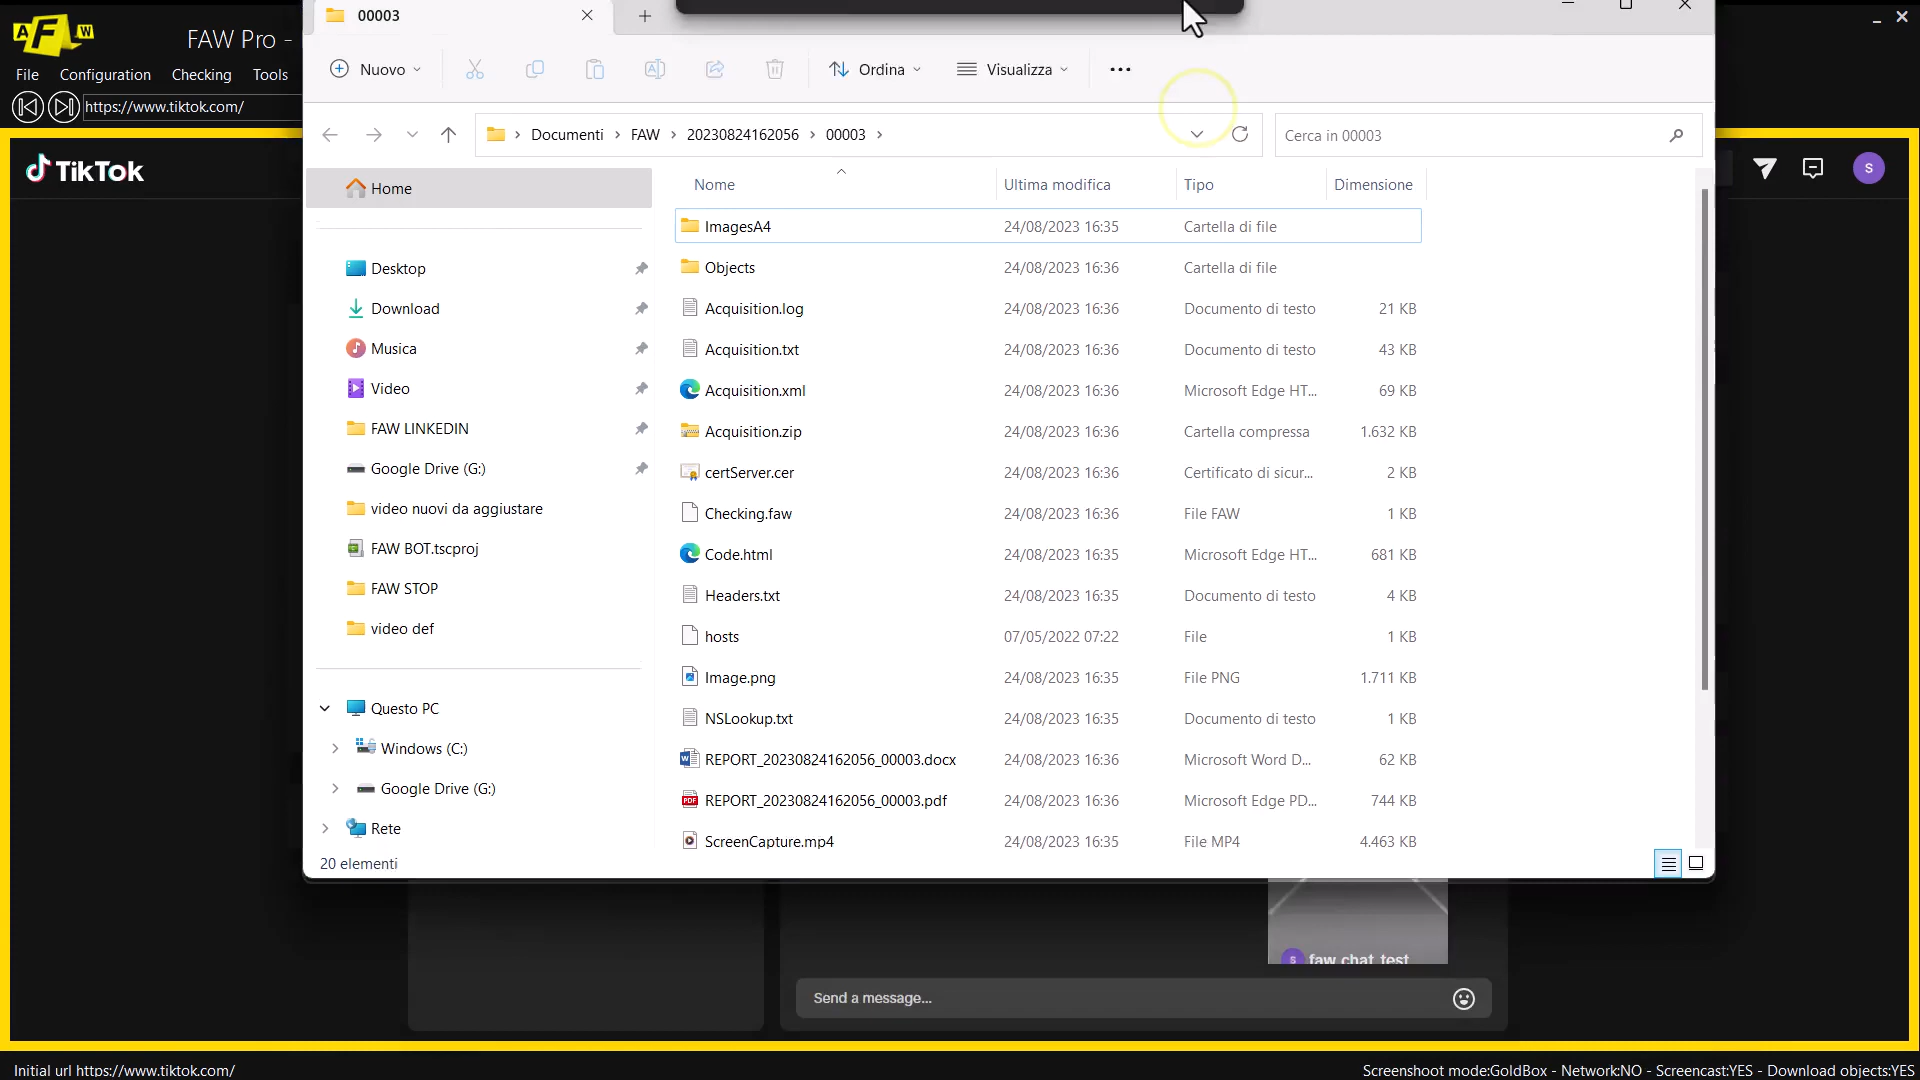 00003
AFW
FAW Pro -
File Configuration Checking Tools
https://www.tiktok.com/
Nuovo
Ordina
Visualizza
Documenti
FAW
20230824162056
00003
Cerca in 00003
TikTok
S
Home
Desktop
Download
Musica
Video
FAW LINKEDIN
Google Drive (G:)
video nuovi da aggiustare
FAW BOT.tscproj
FAW STOP
video def
Questo PC
Windows (C:)
Google Drive (G:)
Rete
20 elementi
Nome Ultima modifica Tipo Dimensione
ImagesA4 24/08/2023 16:35 Cartella di file
Objects 24/08/2023 16:36 Cartella di file
Acquisition.log 24/08/2023 16:36 Documento di testo 21 KB
Acquisition.txt 24/08/2023 16:36 Documento di testo 43 KB
Acquisition.xml 24/08/2023 16:36 Microsoft Edge HT... 69 KB
Acquisition.zip 24/08/2023 16:36 Cartella compressa 1.632 KB
certServer.cer 24/08/2023 16:36 Certificato di sicur... 2 KB
Checking.faw 24/08/2023 16:36 File FAW 1 KB
Code.html 24/08/2023 16:35 Microsoft Edge HT... 681 KB
Headers.txt 24/08/2023 16:35 Documento di testo 4 KB
hosts 07/05/2022 07:22 File 1 KB
Image.png 24/08/2023 16:35 File PNG 1.711 KB
NSLookup.txt 24/08/2023 16:35 Documento di testo 1 KB
REPORT_20230824162056_00003.docx 24/08/2023 16:36 Microsoft Word D... 62 KB
REPORT_20230824162056_00003.pdf 24/08/2023 16:36 Microsoft Edge PD... 744 KB
ScreenCapture.mp4 24/08/2023 16:35 File MP4 4.463 KB
S faw chat test
Send a message...
Initial url https://www.tiktok.com/
Screenshoot mode:GoldBox - Network:NO - Screencast:YES - Download objects:YES